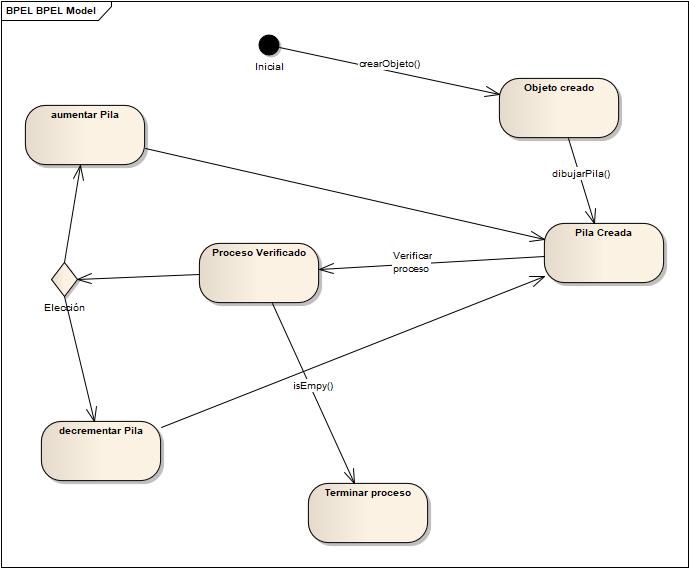 BPEL BPEL Model
Inicial
crearObjeto()
Objeto creado
aumentar Pila
dibujarPila()
Pila Creada
Proceso Verificado
Verificar
proceso
Elección
isEmpy()
decrementar Pila
Terminar proceso